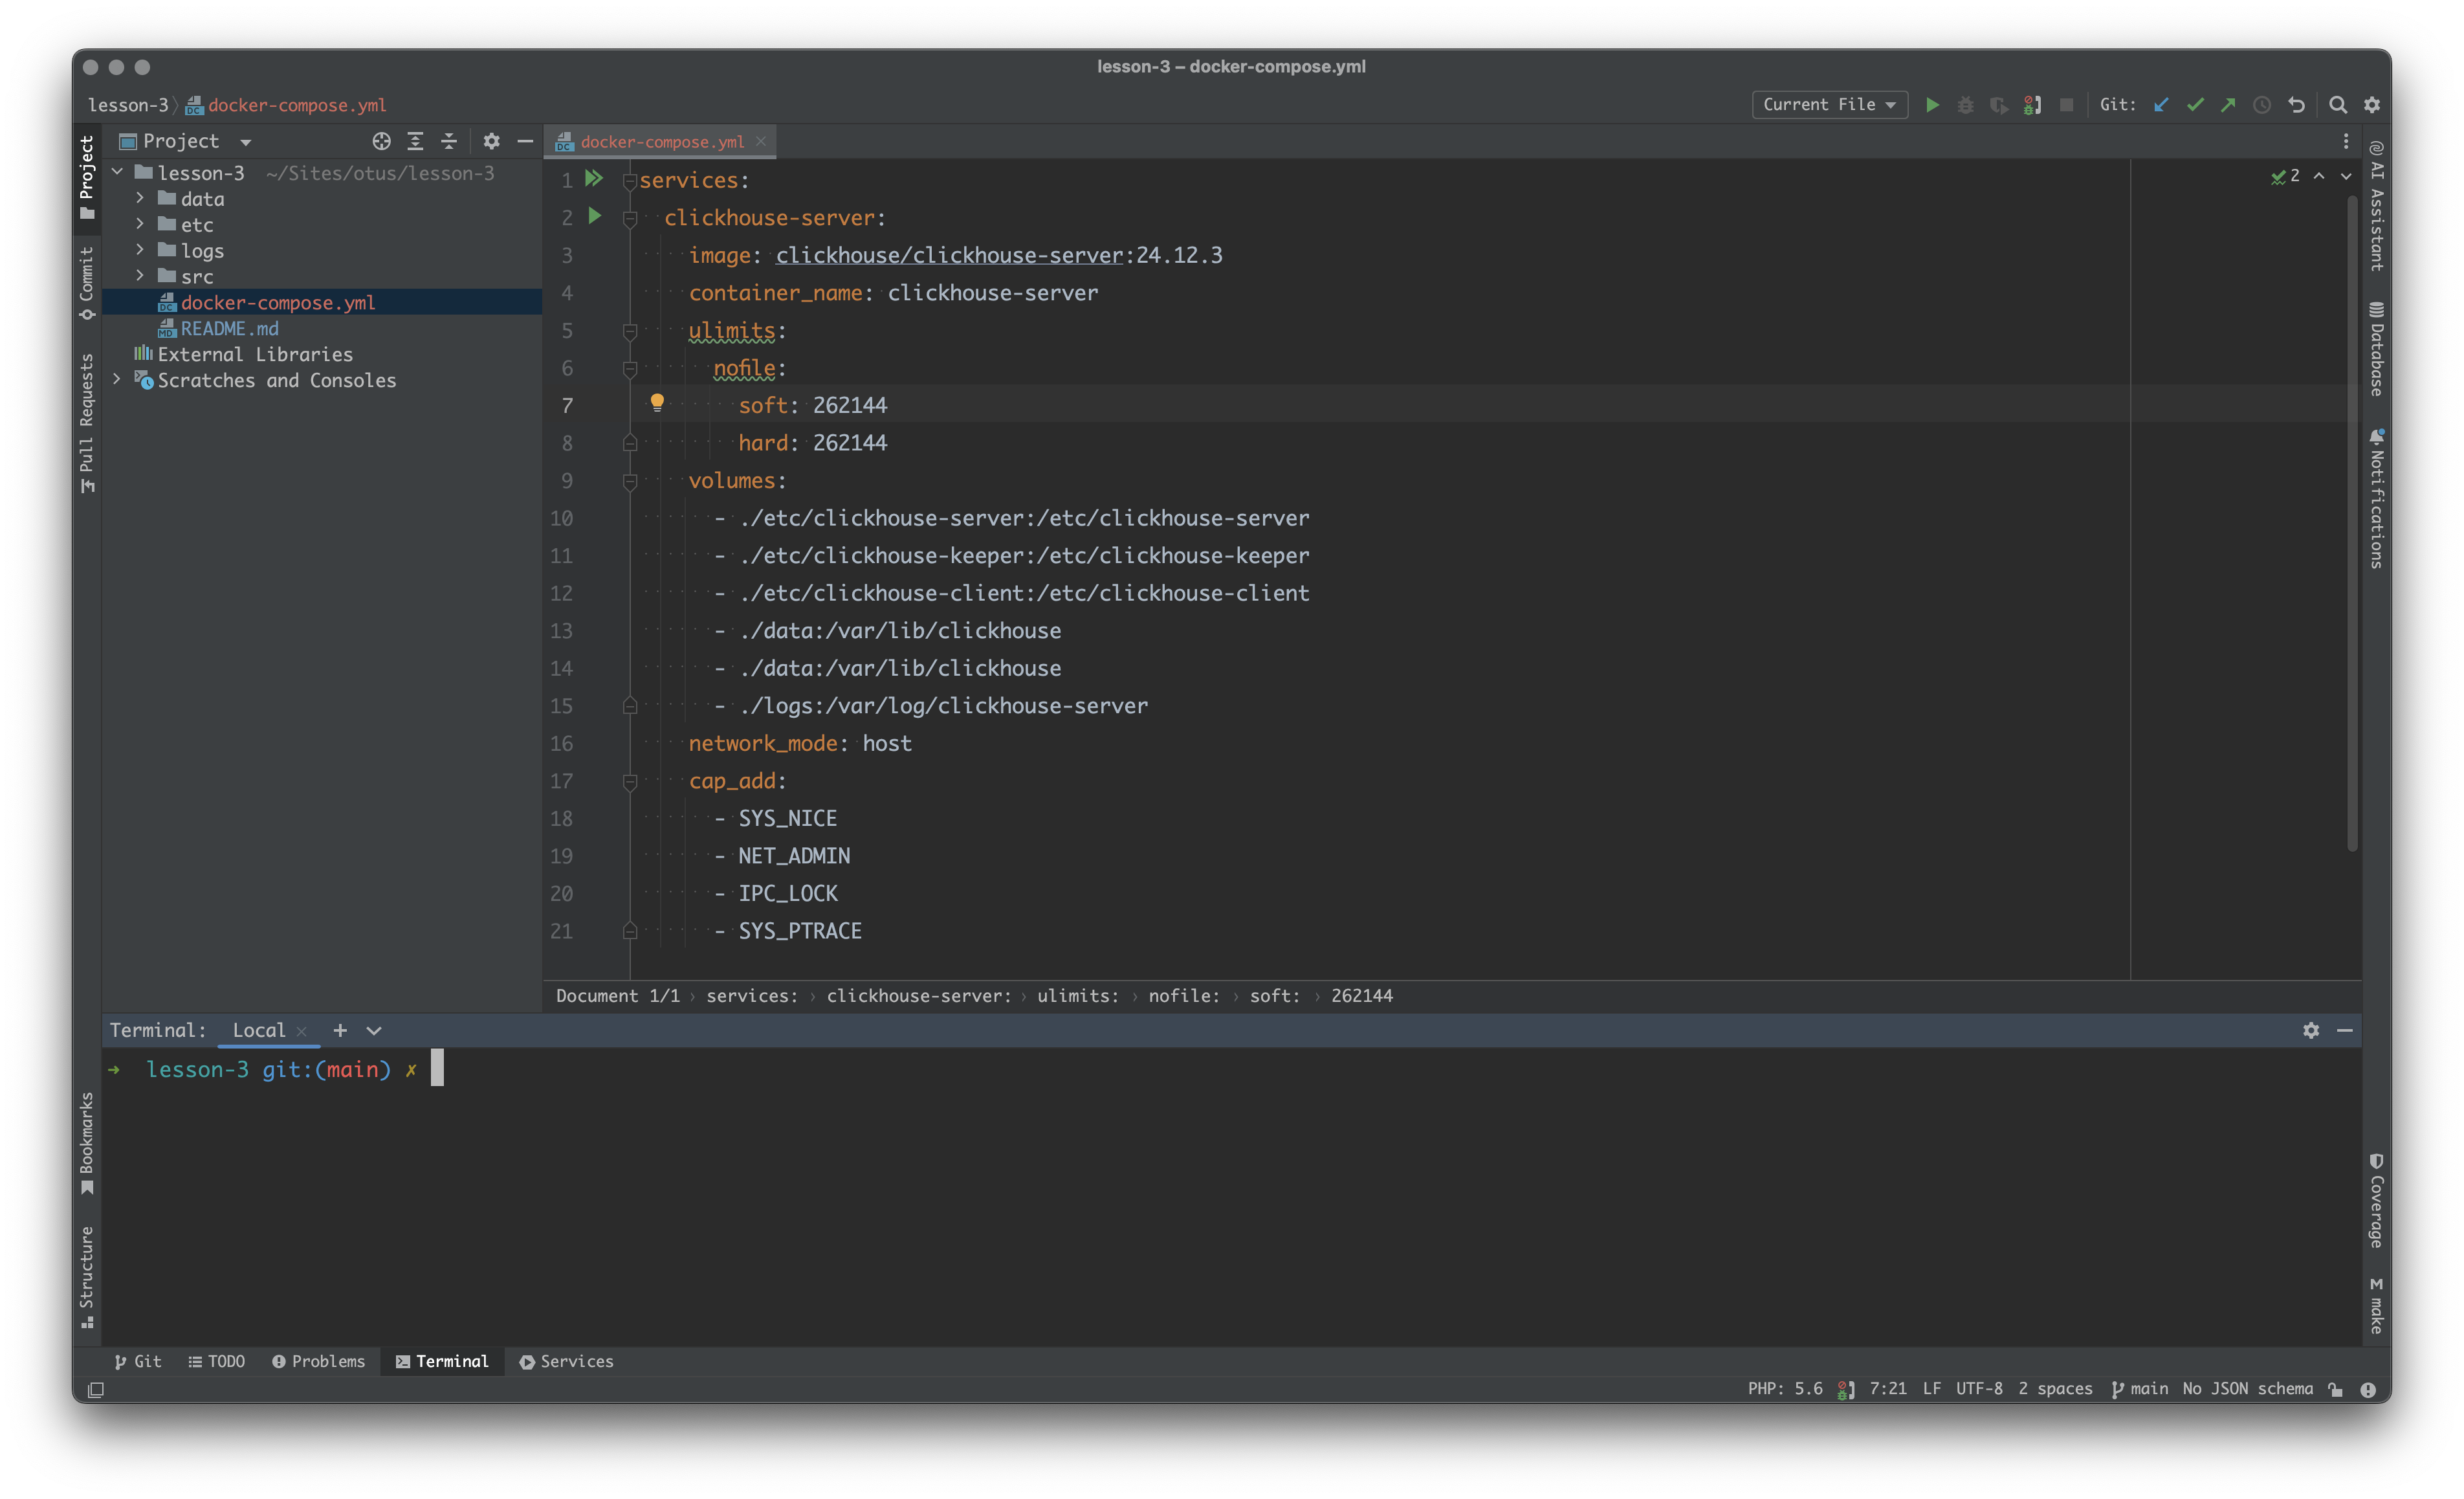 lesson-3 – docker-compose.yml
lesson-3 docker-compose.yml
Current File
Git:
Project
docker-compose.yml
lesson-3 ~/Sites/otus/lesson-3
data
etc
logs
src
docker-compose.yml
README.md
External Libraries
Scratches and Consoles
Project
Commit
Pull Requests
Bookmarks
Structure
1 services:
2 clickhouse-server:
3 image: clickhouse/clickhouse-server:24.12.3
4 container_name: clickhouse-server
5 ulimits:
6 nofile:
7 soft: 262144
8 hard: 262144
9 volumes:
10 - ./etc/clickhouse-server:/etc/clickhouse-server
11 - ./etc/clickhouse-keeper:/etc/clickhouse-keeper
12 - ./etc/clickhouse-client:/etc/clickhouse-client
13 - ./data:/var/lib/clickhouse
14 - ./data:/var/lib/clickhouse
15 - ./logs:/var/log/clickhouse-server
16 network_mode: host
17 cap_add:
18 - SYS_NICE
19 - NET_ADMIN
20 - IPC_LOCK
21 - SYS_PTRACE
2
AI Assistant
Database
Notifications
Coverage
M make
Document 1/1 › services: › clickhouse-server: › ulimits: › nofile: › soft: › 262144
Terminal: Local
➜ lesson-3 git:(main) ✗
Git TODO Problems Terminal Services
PHP: 5.6 7:21 LF UTF-8 2 spaces main No JSON schema